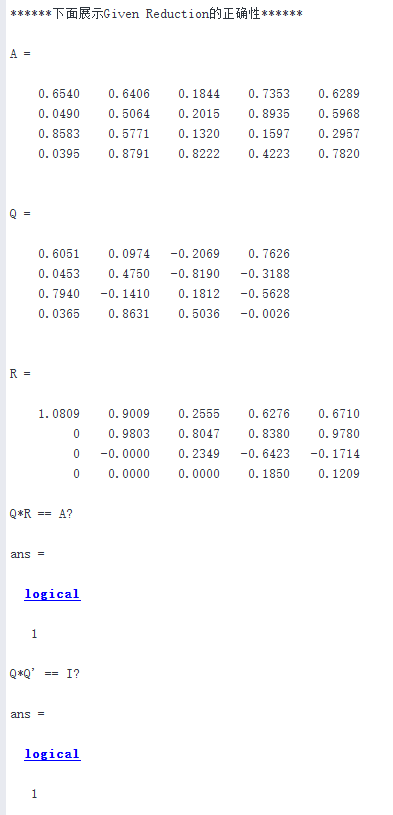 ******下面展示Given Reduction的正确性******
A =
0.6540 0.6406 0.1844 0.7353 0.6289
0.0490 0.5064 0.2015 0.8935 0.5968
0.8583 0.5771 0.1320 0.1597 0.2957
0.0395 0.8791 0.8222 0.4223 0.7820
Q =
0.6051 0.0974 -0.2069 0.7626
0.0453 0.4750 -0.8190 -0.3188
0.7940 -0.1410 0.1812 -0.5628
0.0365 0.8631 0.5036 -0.0026
R =
1.0809 0.9009 0.2555 0.6276 0.6710
0 0.9803 0.8047 0.8380 0.9780
0 -0.0000 0.2349 -0.6423 -0.1714
0 0.0000 0.0000 0.1850 0.1209
Q*R == A?
ans =
logical
1
Q*Q' == I?
ans =
logical
1